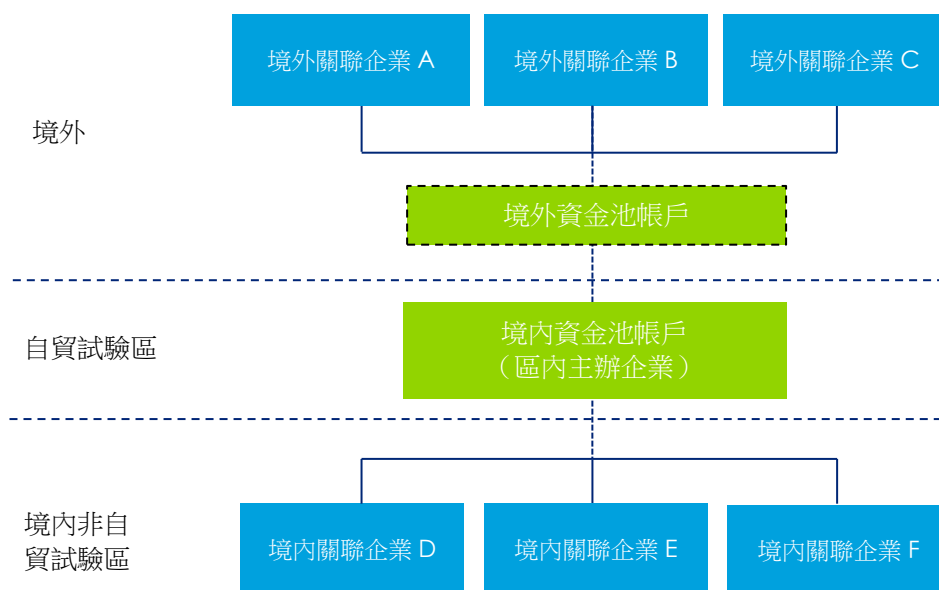 境外關聯企業 A
境外關聯企業 B
境外關聯企業 C
境外
境外資金池帳戶
自貿試驗區
境內資金池帳戶
（區內主辦企業）
境內非自
貿試驗區
境內關聯企業 D
境內關聯企業 E
境內關聯企業 F